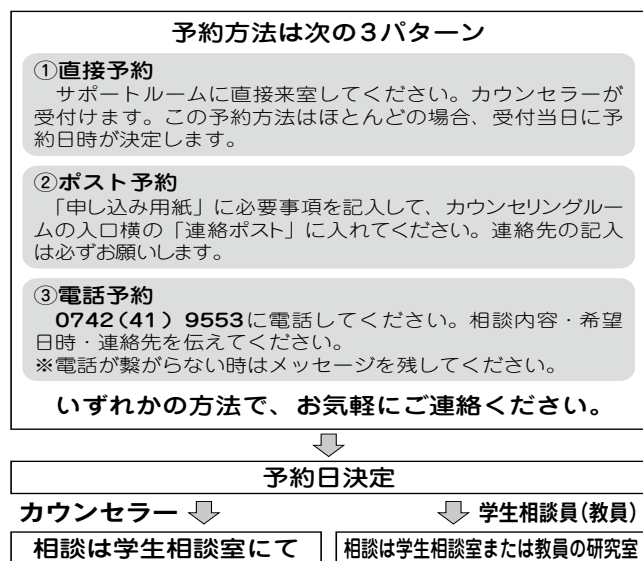 予約方法は次の3パターン
①直接予約
サポートルームに直接来室してください。カウンセラーが
受付けます。この予約方法はほとんどの場合、受付当日に予
約日時が決定します。
②ポスト予約
「申し込み用紙」に必要事項を記入して、カウンセリングルー
ムの入口横の「連絡ポスト」に入れてください。連絡先の記入
は必ずお願いします。
③電話予約
0742(41)9553に電話してください。相談内容・希望
日時・連絡先を伝えてください。
※電話が繋がらない時はメッセージを残してください。
いずれかの方法で、お気軽にご連絡ください。
予約日決定
カウンセラー 学生相談員(教員)
相談は学生相談室にて 相談は学生相談室または教員の研究室